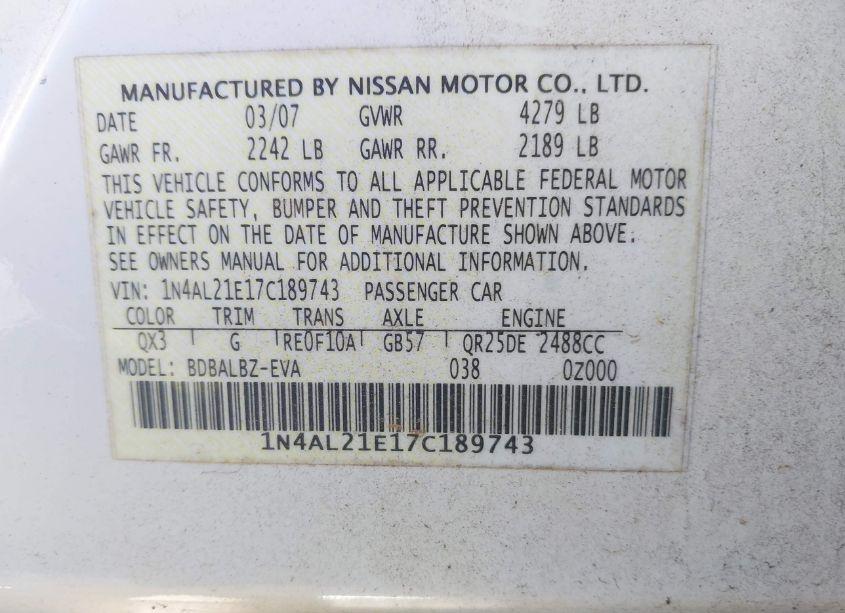 MANUFACTURED BY NISSAN MOTOR CO., LTD.
DATE 03/07 GVWR 4279 LB
GAWR FR. 2242 LB GAWR RR. 2189 LB
THIS VEHICLE CONFORMS TO ALL APPLICABLE FEDERAL MOTOR
VEHICLE SAFETY, BUMPER AND THEFT PREVENTION STANDARDS
IN EFFECT ON THE DATE OF MANUFACTURE SHOWN ABOVE.
SEE OWNERS MANUAL FOR ADDITIONAL INFORMATION.
VIN: 1N4AL21E17C189743 PASSENGER CAR
COLOR TRIM TRANS AXLE ENGINE
QX3 G RE0F10A GB57 QR25DE 2488CC
MODEL: BDBALBZ-EVA 038 0Z000
1N4AL21E17C189743